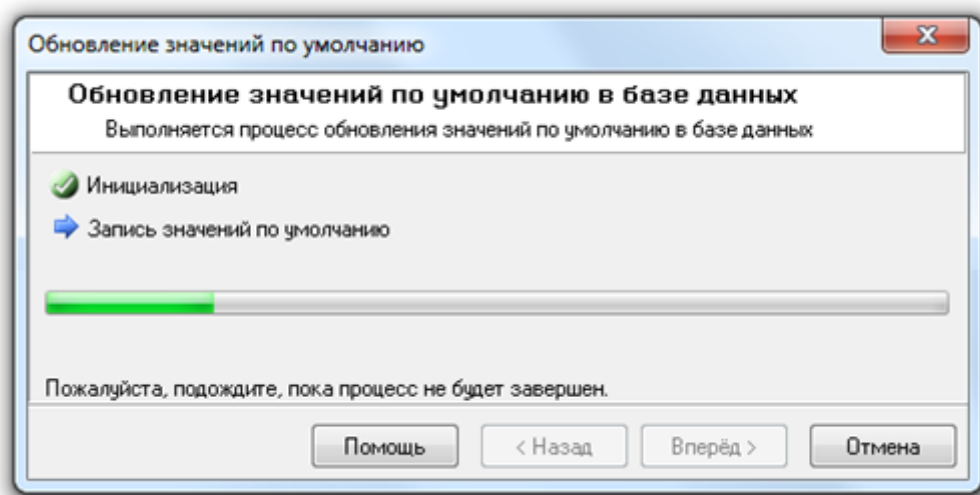 Обновление значений по умолчанию
Обновление значений по умолчанию в базе данных
Выполняется процесс обновления значений по умолчанию в базе данных
Инициализация
Запись значений по умолчанию
Пожалуйста, подождите, пока процесс не будет завершен.
Помощь < Назад Вперёд > Отмена